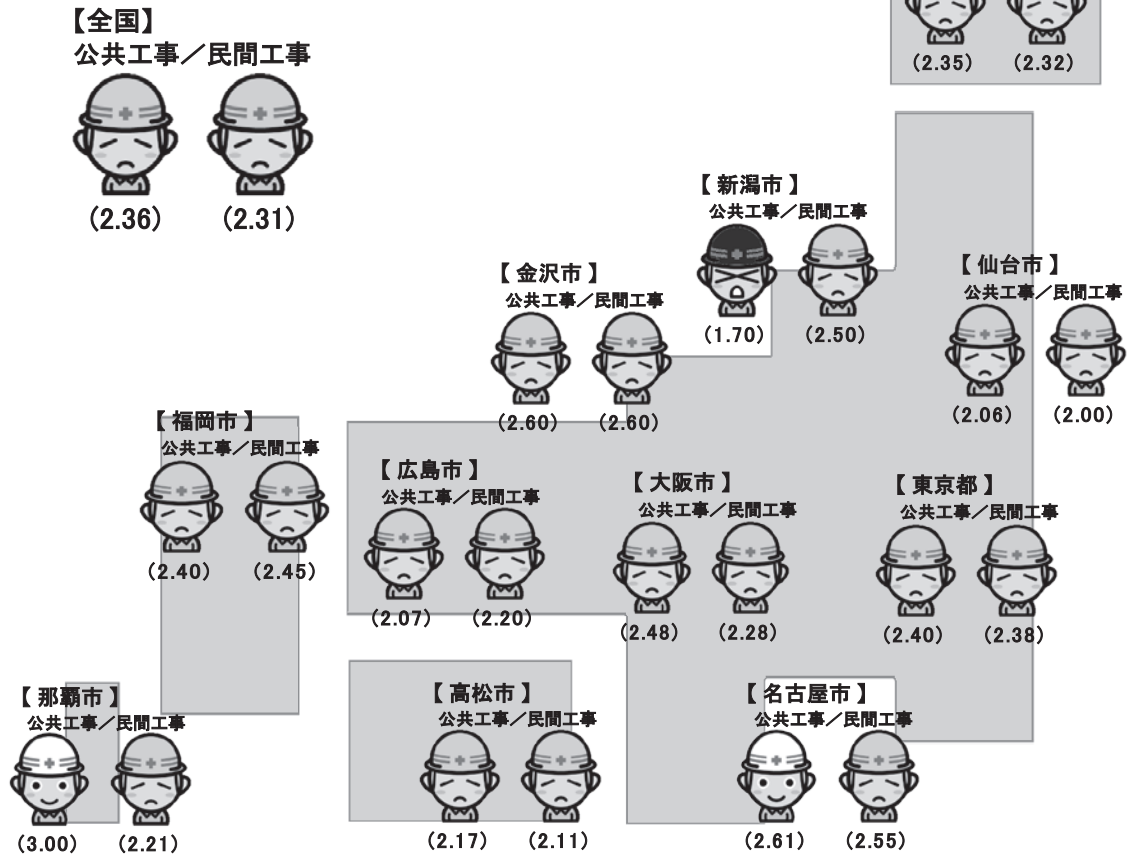 【全国】
公共工事／民間工事
（2.36） （2.31）
（2.35） （2.32）
【 新潟市 】
公共工事／民間工事
（1.70） （2.50）
【 金沢市 】
公共工事／民間工事
（2.60） （2.60）
【 仙台市 】
公共工事／民間工事
（2.06） （2.00）
【 福岡市 】
公共工事／民間工事
（2.40） （2.45）
【 広島市 】
公共工事／民間工事
（2.07） （2.20）
【 大阪市 】
公共工事／民間工事
（2.48） （2.28）
【 東京都 】
公共工事／民間工事
（2.40） （2.38）
【 那覇市 】
公共工事／民間工事
（3.00） （2.21）
【 高松市 】
公共工事／民間工事
（2.17） （2.11）
【 名古屋市 】
公共工事／民間工事
（2.61） （2.55）